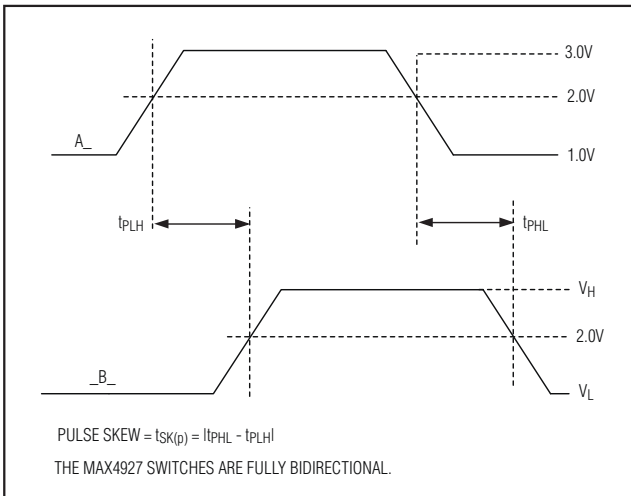 3.0V
2.0V
A_
1.0V
tPLH
tPHL
VH
2.0V
_B_
VL
PULSE SKEW = tSK(p) = |tPHL - tPLH|
THE MAX4927 SWITCHES ARE FULLY BIDIRECTIONAL.